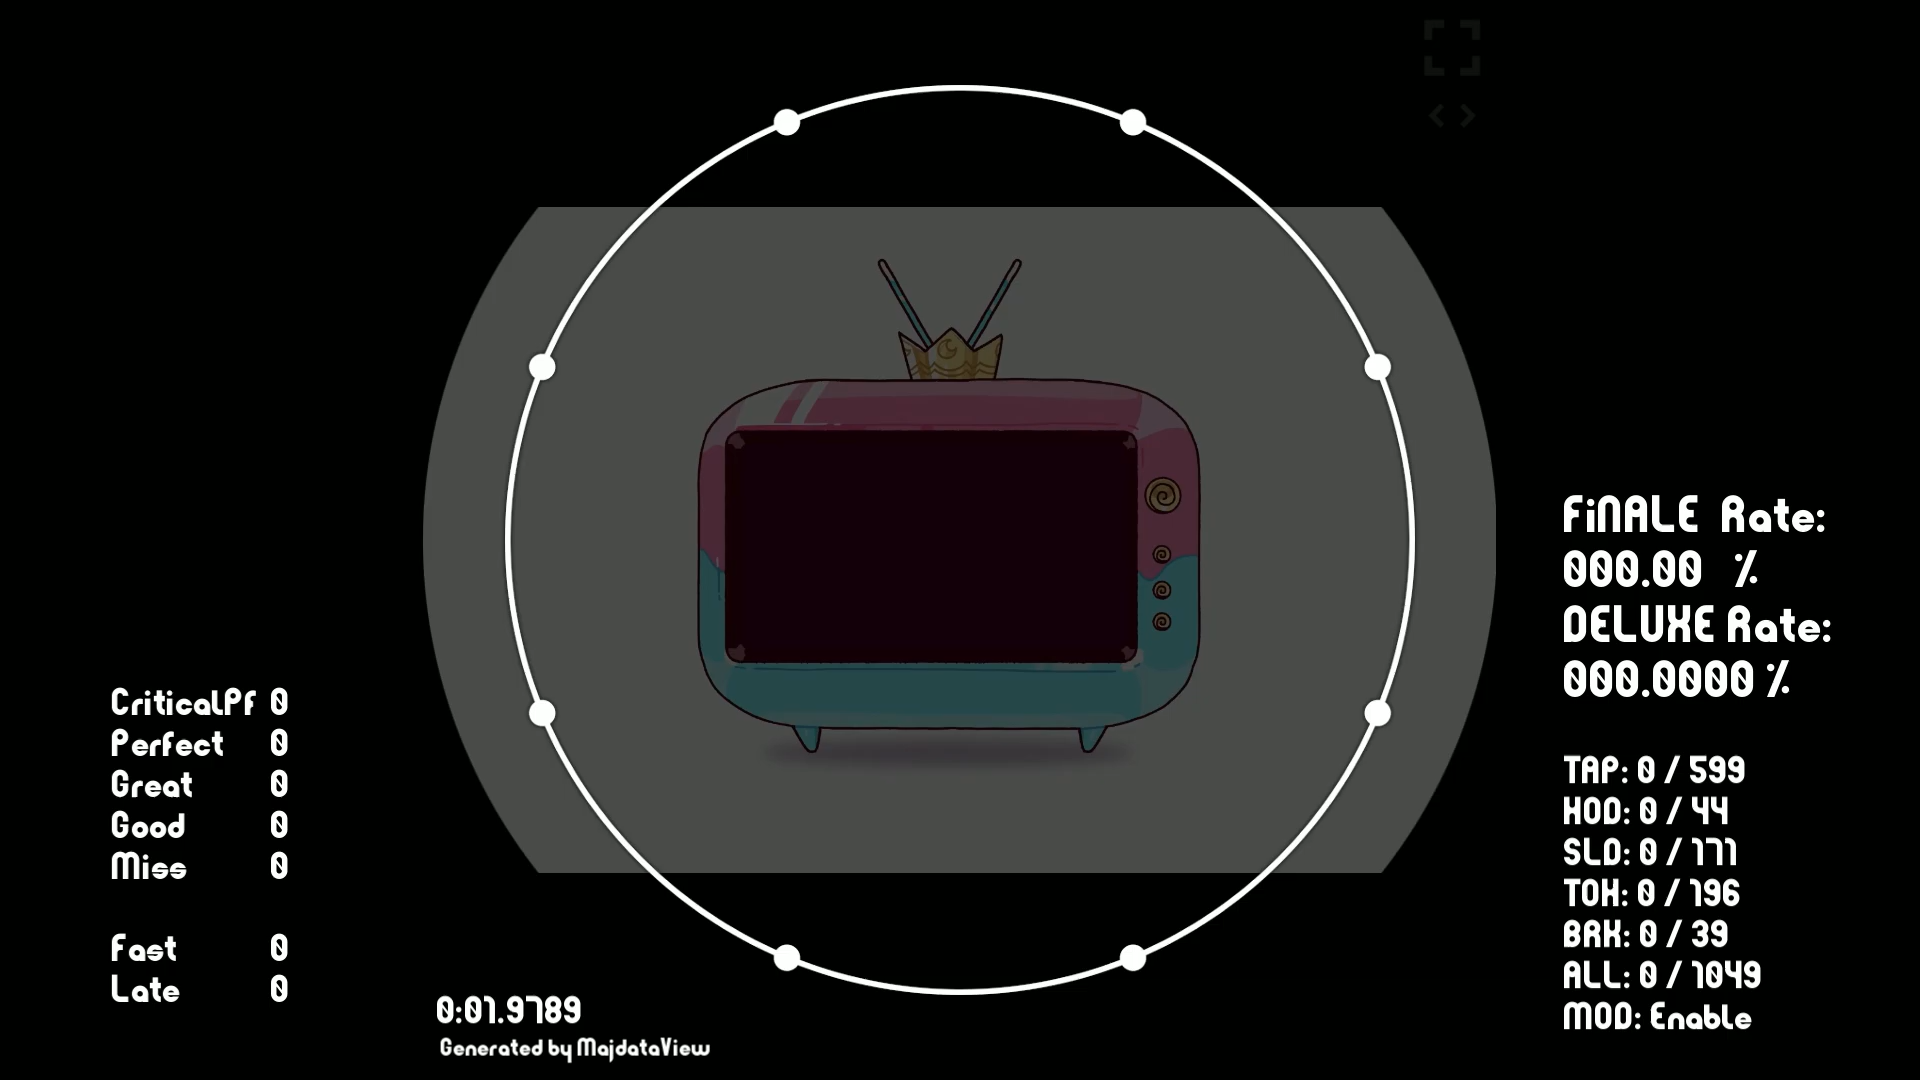 FiNALE Rate:
000.00 %
DELUXE Rate:
000.0000 %
CriticalPf 0
Perfect 0
Great 0
Good 0
Miss 0
Fast 0
Late 0
TAP: 0 / 599
HOD: 0 / 44
SLD: 0 / 171
TOH: 0 / 196
BRK: 0 / 39
ALL: 0 / 1049
MOD: Enable
0:01.9789
Generated by MajdataView